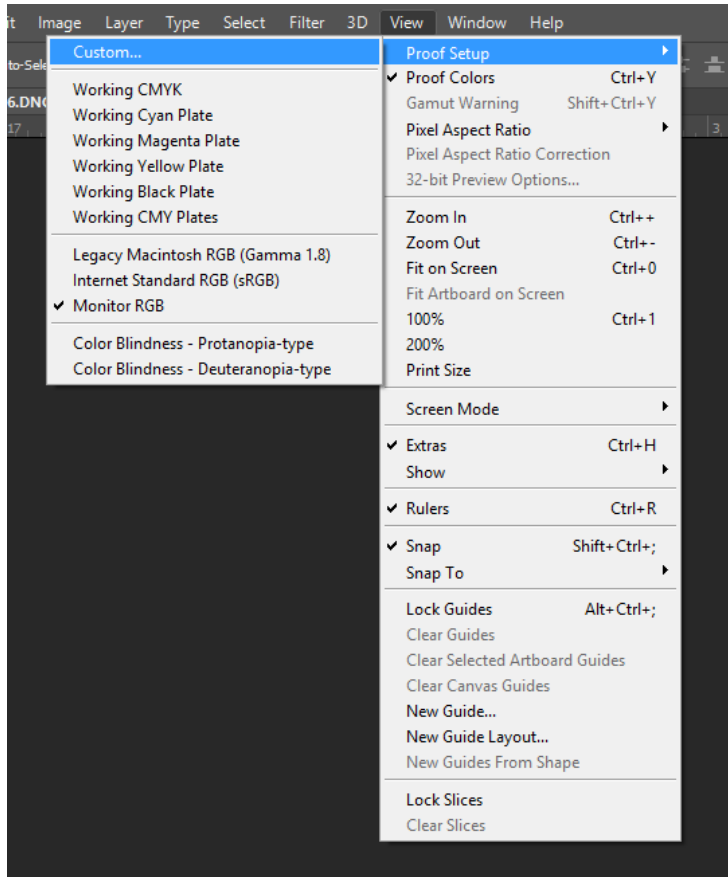 it Image Layer Type Select Filter 3D View Window Help
to-Sele
6.DNG
17
3
Custom...
Working CMYK
Working Cyan Plate
Working Magenta Plate
Working Yellow Plate
Working Black Plate
Working CMY Plates
Legacy Macintosh RGB (Gamma 1.8)
Internet Standard RGB (sRGB)
Monitor RGB
Color Blindness - Protanopia-type
Color Blindness - Deuteranopia-type
Proof Setup
Proof Colors Ctrl+Y
Gamut Warning Shift+Ctrl+Y
Pixel Aspect Ratio
Pixel Aspect Ratio Correction
32-bit Preview Options...
Zoom In Ctrl++
Zoom Out Ctrl+-
Fit on Screen Ctrl+0
Fit Artboard on Screen
100% Ctrl+1
200%
Print Size
Screen Mode
Extras Ctrl+H
Show
Rulers Ctrl+R
Snap Shift+Ctrl+;
Snap To
Lock Guides Alt+Ctrl+;
Clear Guides
Clear Selected Artboard Guides
Clear Canvas Guides
New Guide...
New Guide Layout...
New Guides From Shape
Lock Slices
Clear Slices